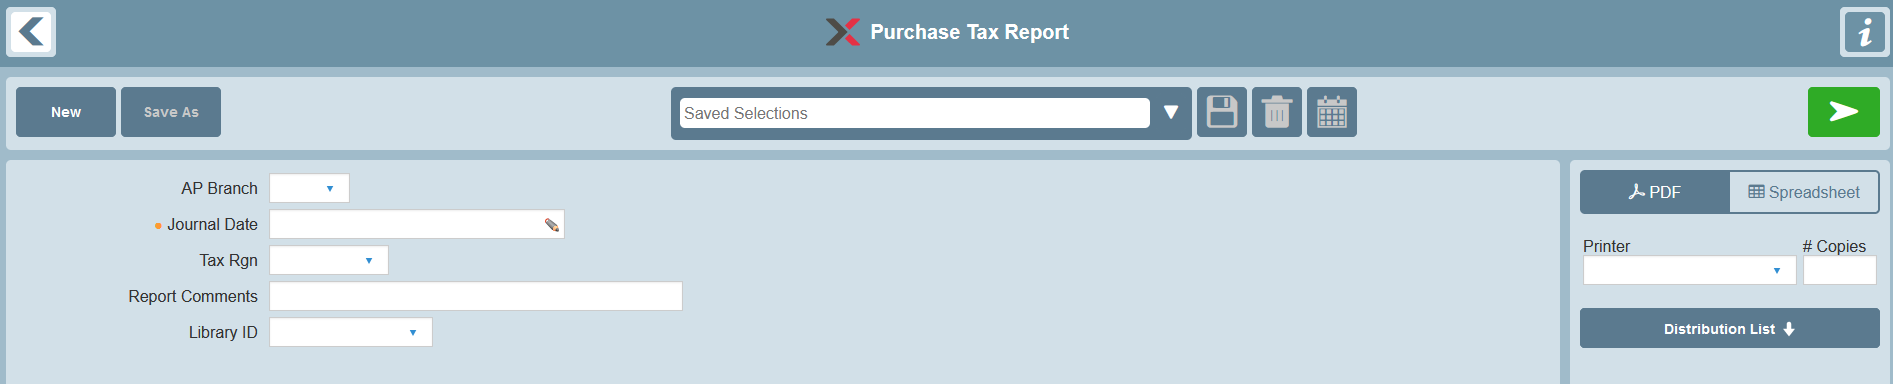 Purchase Tax Report
New
Save As
Saved Selections
AP Branch
Journal Date
Tax Rgn
Report Comments
Library ID
PDF
Spreadsheet
Printer
# Copies
Distribution List